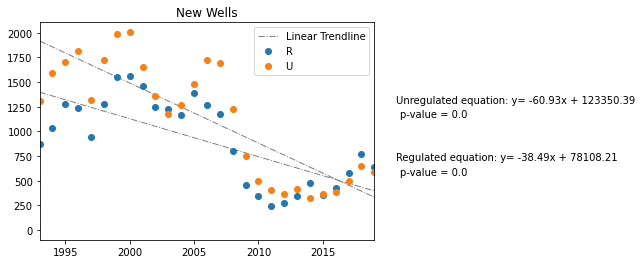 New Wells
2000
1750
1500
1250
1000
750
500
250
0
1995
2000
2005
2010
2015
Linear Trendline
R
U
Unregulated equation: y= -60.93x + 123350.39
p-value = 0.0
Regulated equation: y= -38.49x + 78108.21
p-value = 0.0